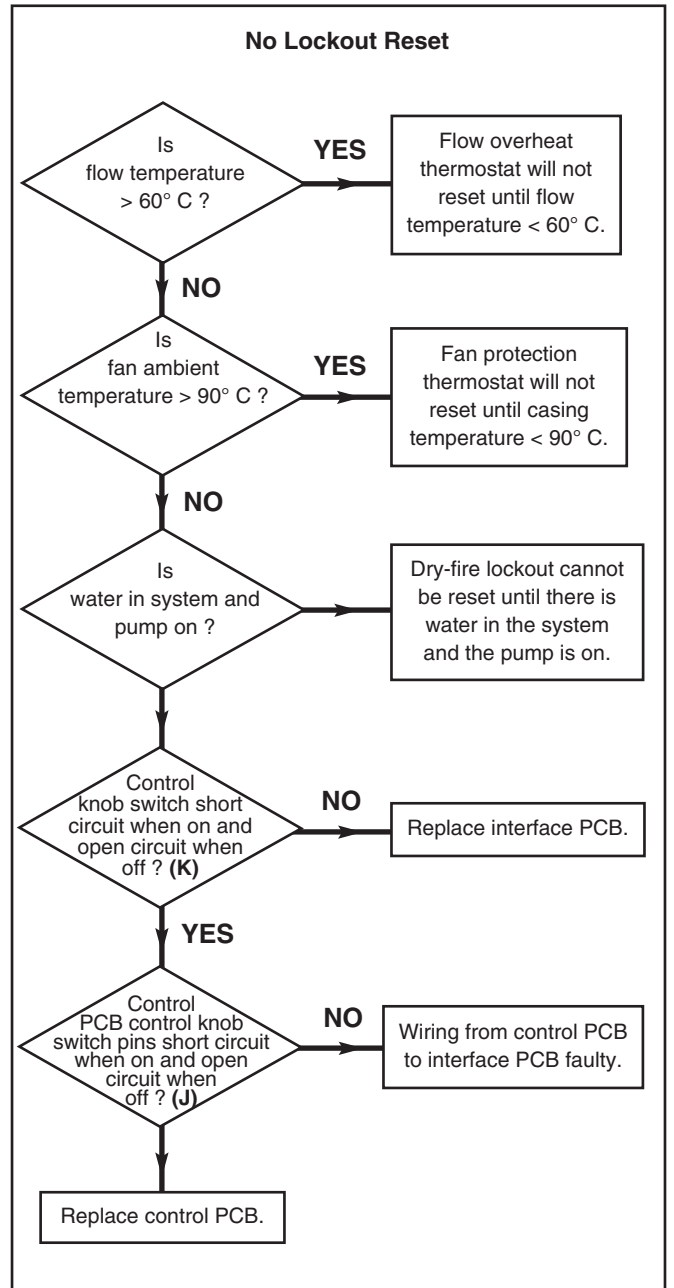 No Lockout Reset
Is
flow temperature
> 60° C ?
YES
Flow overheat
thermostat will not
reset until flow
temperature < 60° C.
NO
Is
fan ambient
temperature > 90° C ?
YES
Fan protection
thermostat will not
reset until casing
temperature < 90° C.
NO
Is
water in system and
pump on ?
Dry-fire lockout cannot
be reset until there is
water in the system
and the pump is on.
Control
knob switch short
circuit when on and
open circuit when
off ? (K)
NO
Replace interface PCB.
YES
Control
PCB control knob
switch pins short circuit
when on and open
circuit when
off ? (J)
NO
Wiring from control PCB
to interface PCB faulty.
Replace control PCB.